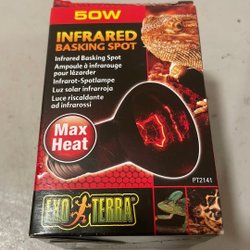 50W
INFRARED
BASKING SPOT
Infrared Basking Spot
Ampoule à infrarouge
pour lézarder
Infrarot-Spotlampe
Luz solar infrarroja
Luce riscaldante
ad infrarossi
Max
Heat
PT2141
EXO TERRA